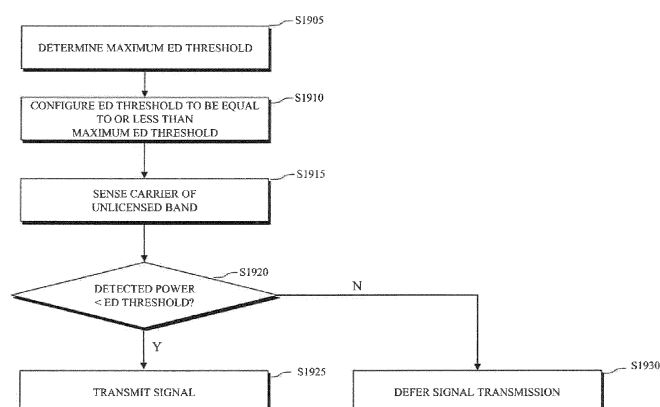 S1905
DETERMINE MAXIMUM ED THRESHOLD
S1910
CONFIGURE ED THRESHOLD TO BE EQUAL
TO OR LESS THAN
MAXIMUM ED THRESHOLD
S1915
SENSE CARRIER OF
UNLICENSED BAND
S1920
DETECTED POWER
< ED THRESHOLD?
N
Y
S1925
TRANSMIT SIGNAL
S1930
DEFER SIGNAL TRANSMISSION